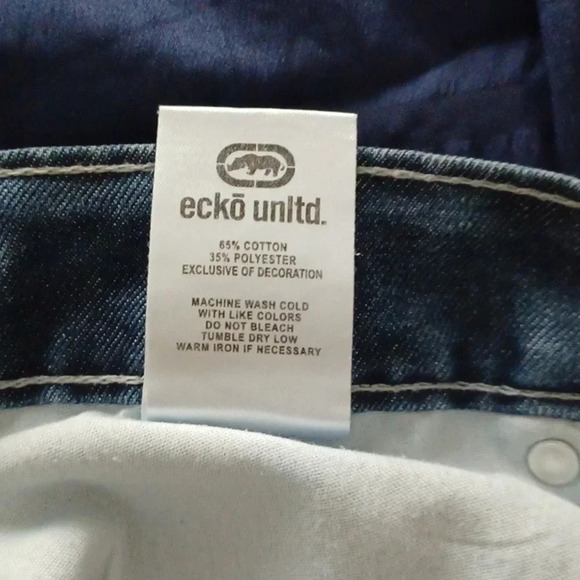 eckō unltd.
65% COTTON
35% POLYESTER
EXCLUSIVE OF DECORATION
MACHINE WASH COLD
WITH LIKE COLORS
DO NOT BLEACH
TUMBLE DRY LOW
WARM IRON IF NECESSARY